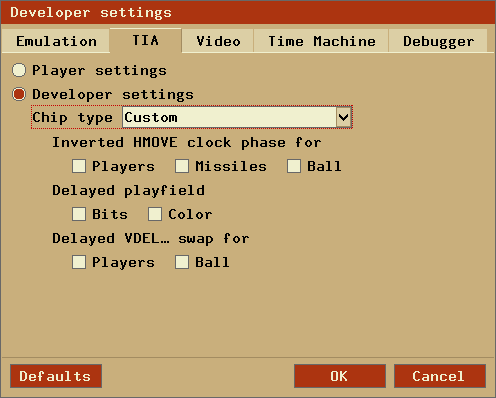 Developer settings
Emulation TIA Video Time Machine Debugger
Player settings
Developer settings
Chip type Custom
Inverted HMOVE clock phase for
Players Missiles Ball
Delayed playfield
Bits Color
Delayed VDEL… swap for
Players Ball
Defaults OK Cancel